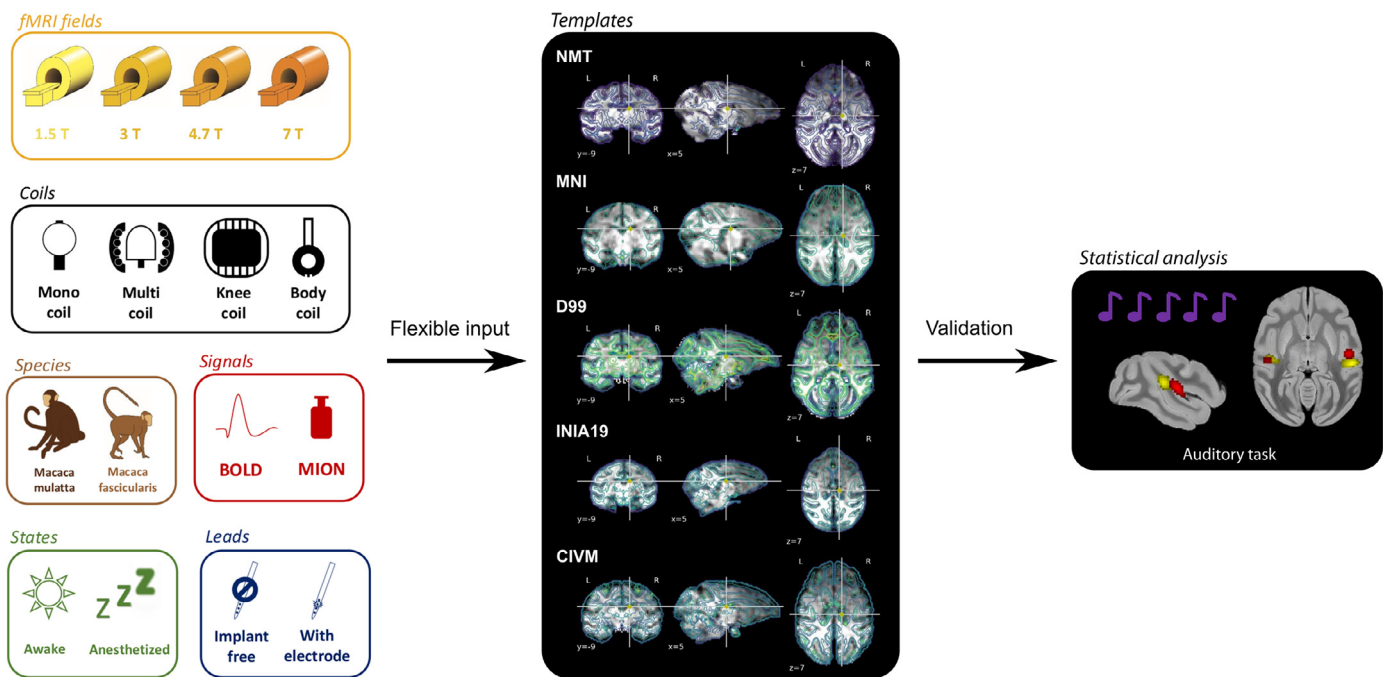 fMRI fields
1.5 T
3 T
4.7 T
7 T
Coils
Mono
coil
Multi
coil
Knee
coil
Body
coil
Species
Macaca
mulatta
Macaca
fascicularis
Signals
BOLD
MION
States
z z z
Awake
Anesthetized
Leads
Implant
free
With
electrode
Flexible input
Templates
NMT
L R L R
y=-9 x=5 z=7
MNI
L R L R
y=-9 x=5 z=7
D99
L R L R
y=-9 x=5 z=7
INIA19
L R L R
y=-9 x=5 z=7
CIVM
L R L R
y=-9 x=5 z=7
Validation
Statistical analysis
Auditory task